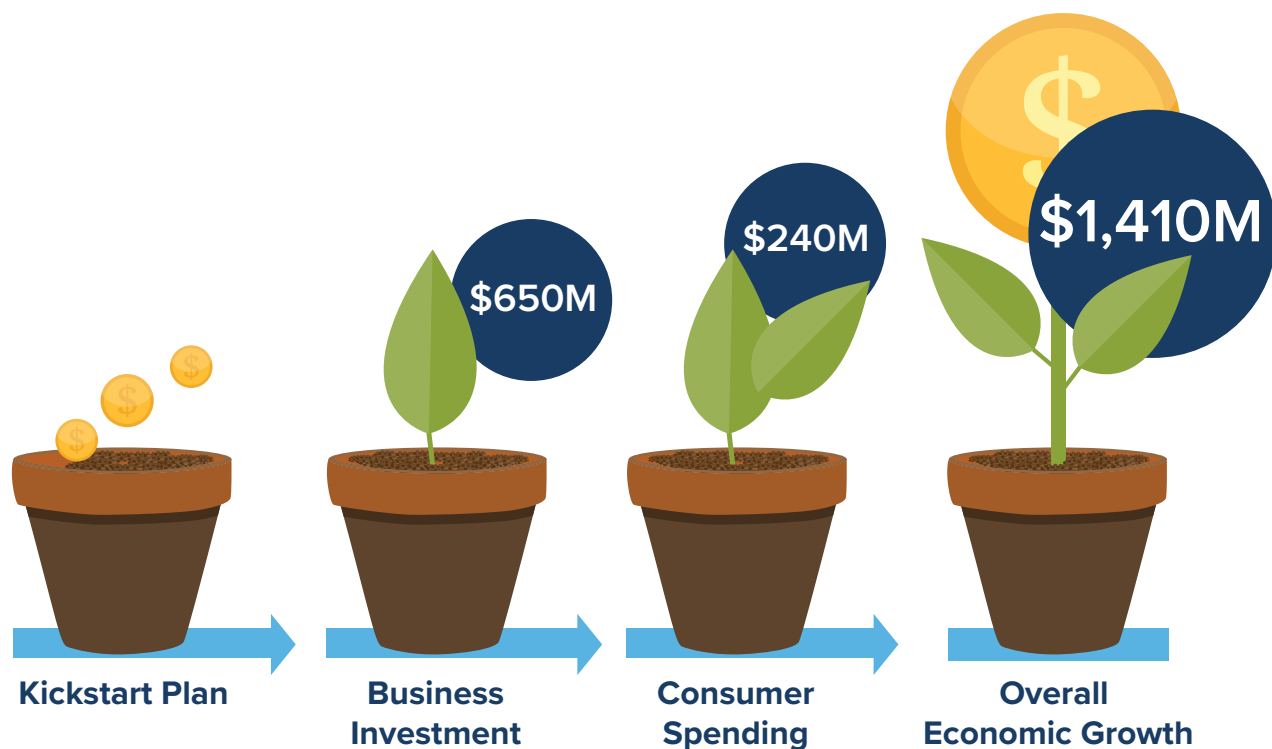 $
$
$
$
$650M
$240M
$1,410M
Kickstart Plan
Business
Investment
Consumer
Spending
Overall
Economic Growth